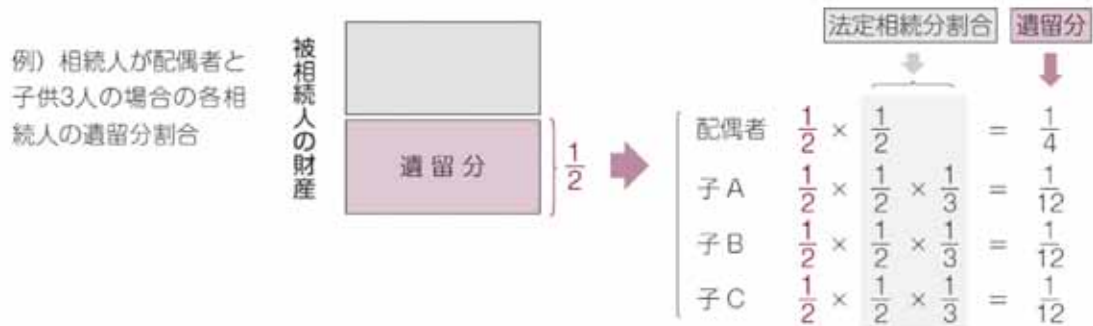 例）相続人が配偶者と
子供3人の場合の各相
続人の遺留分割合
被相続人の財産
遺留分
1/2
法定相続分割合 遺留分
配偶者 1/2 × 1/2 = 1/4
子A 1/2 × 1/2 × 1/3 = 1/12
子B 1/2 × 1/2 × 1/3 = 1/12
子C 1/2 × 1/2 × 1/3 = 1/12